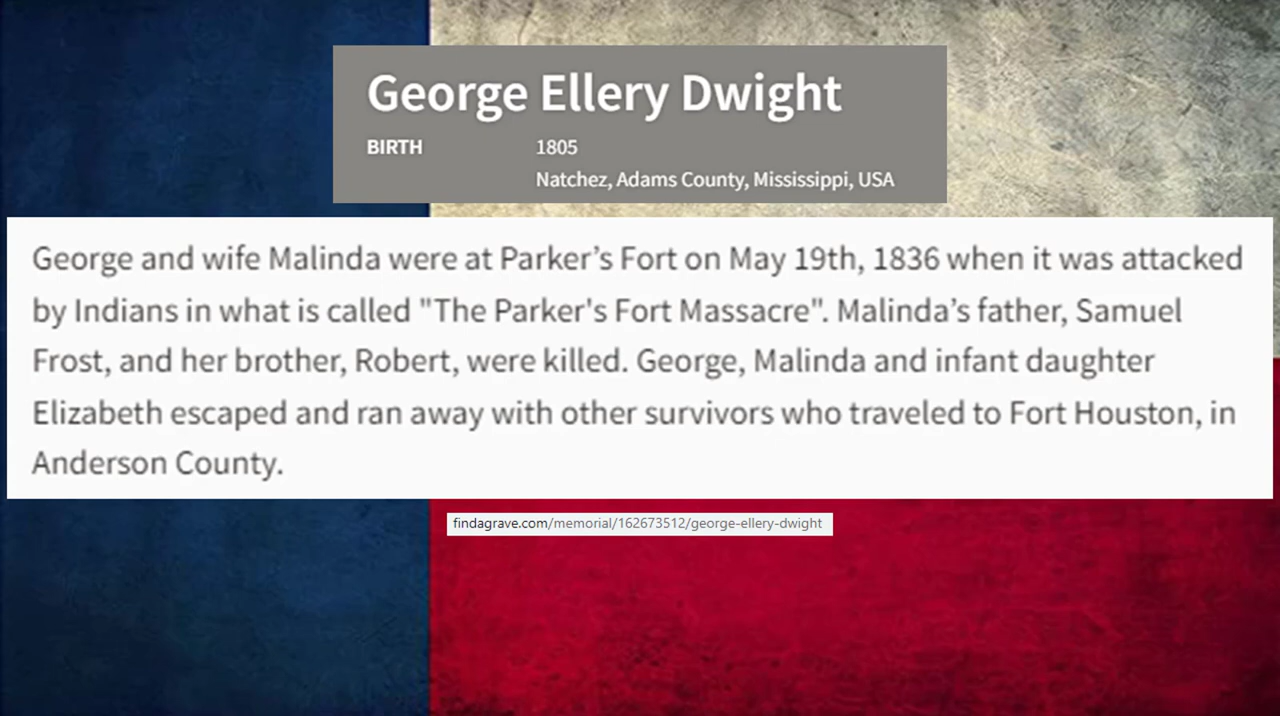 George Ellery Dwight
BIRTH 1805
Natchez, Adams County, Mississippi, USA
George and wife Malinda were at Parker’s Fort on May 19th, 1836 when it was attacked
by Indians in what is called "The Parker's Fort Massacre". Malinda’s father, Samuel
Frost, and her brother, Robert, were killed. George, Malinda and infant daughter
Elizabeth escaped and ran away with other survivors who traveled to Fort Houston, in
Anderson County.
findagrave.com/memorial/162673512/george-ellery-dwight